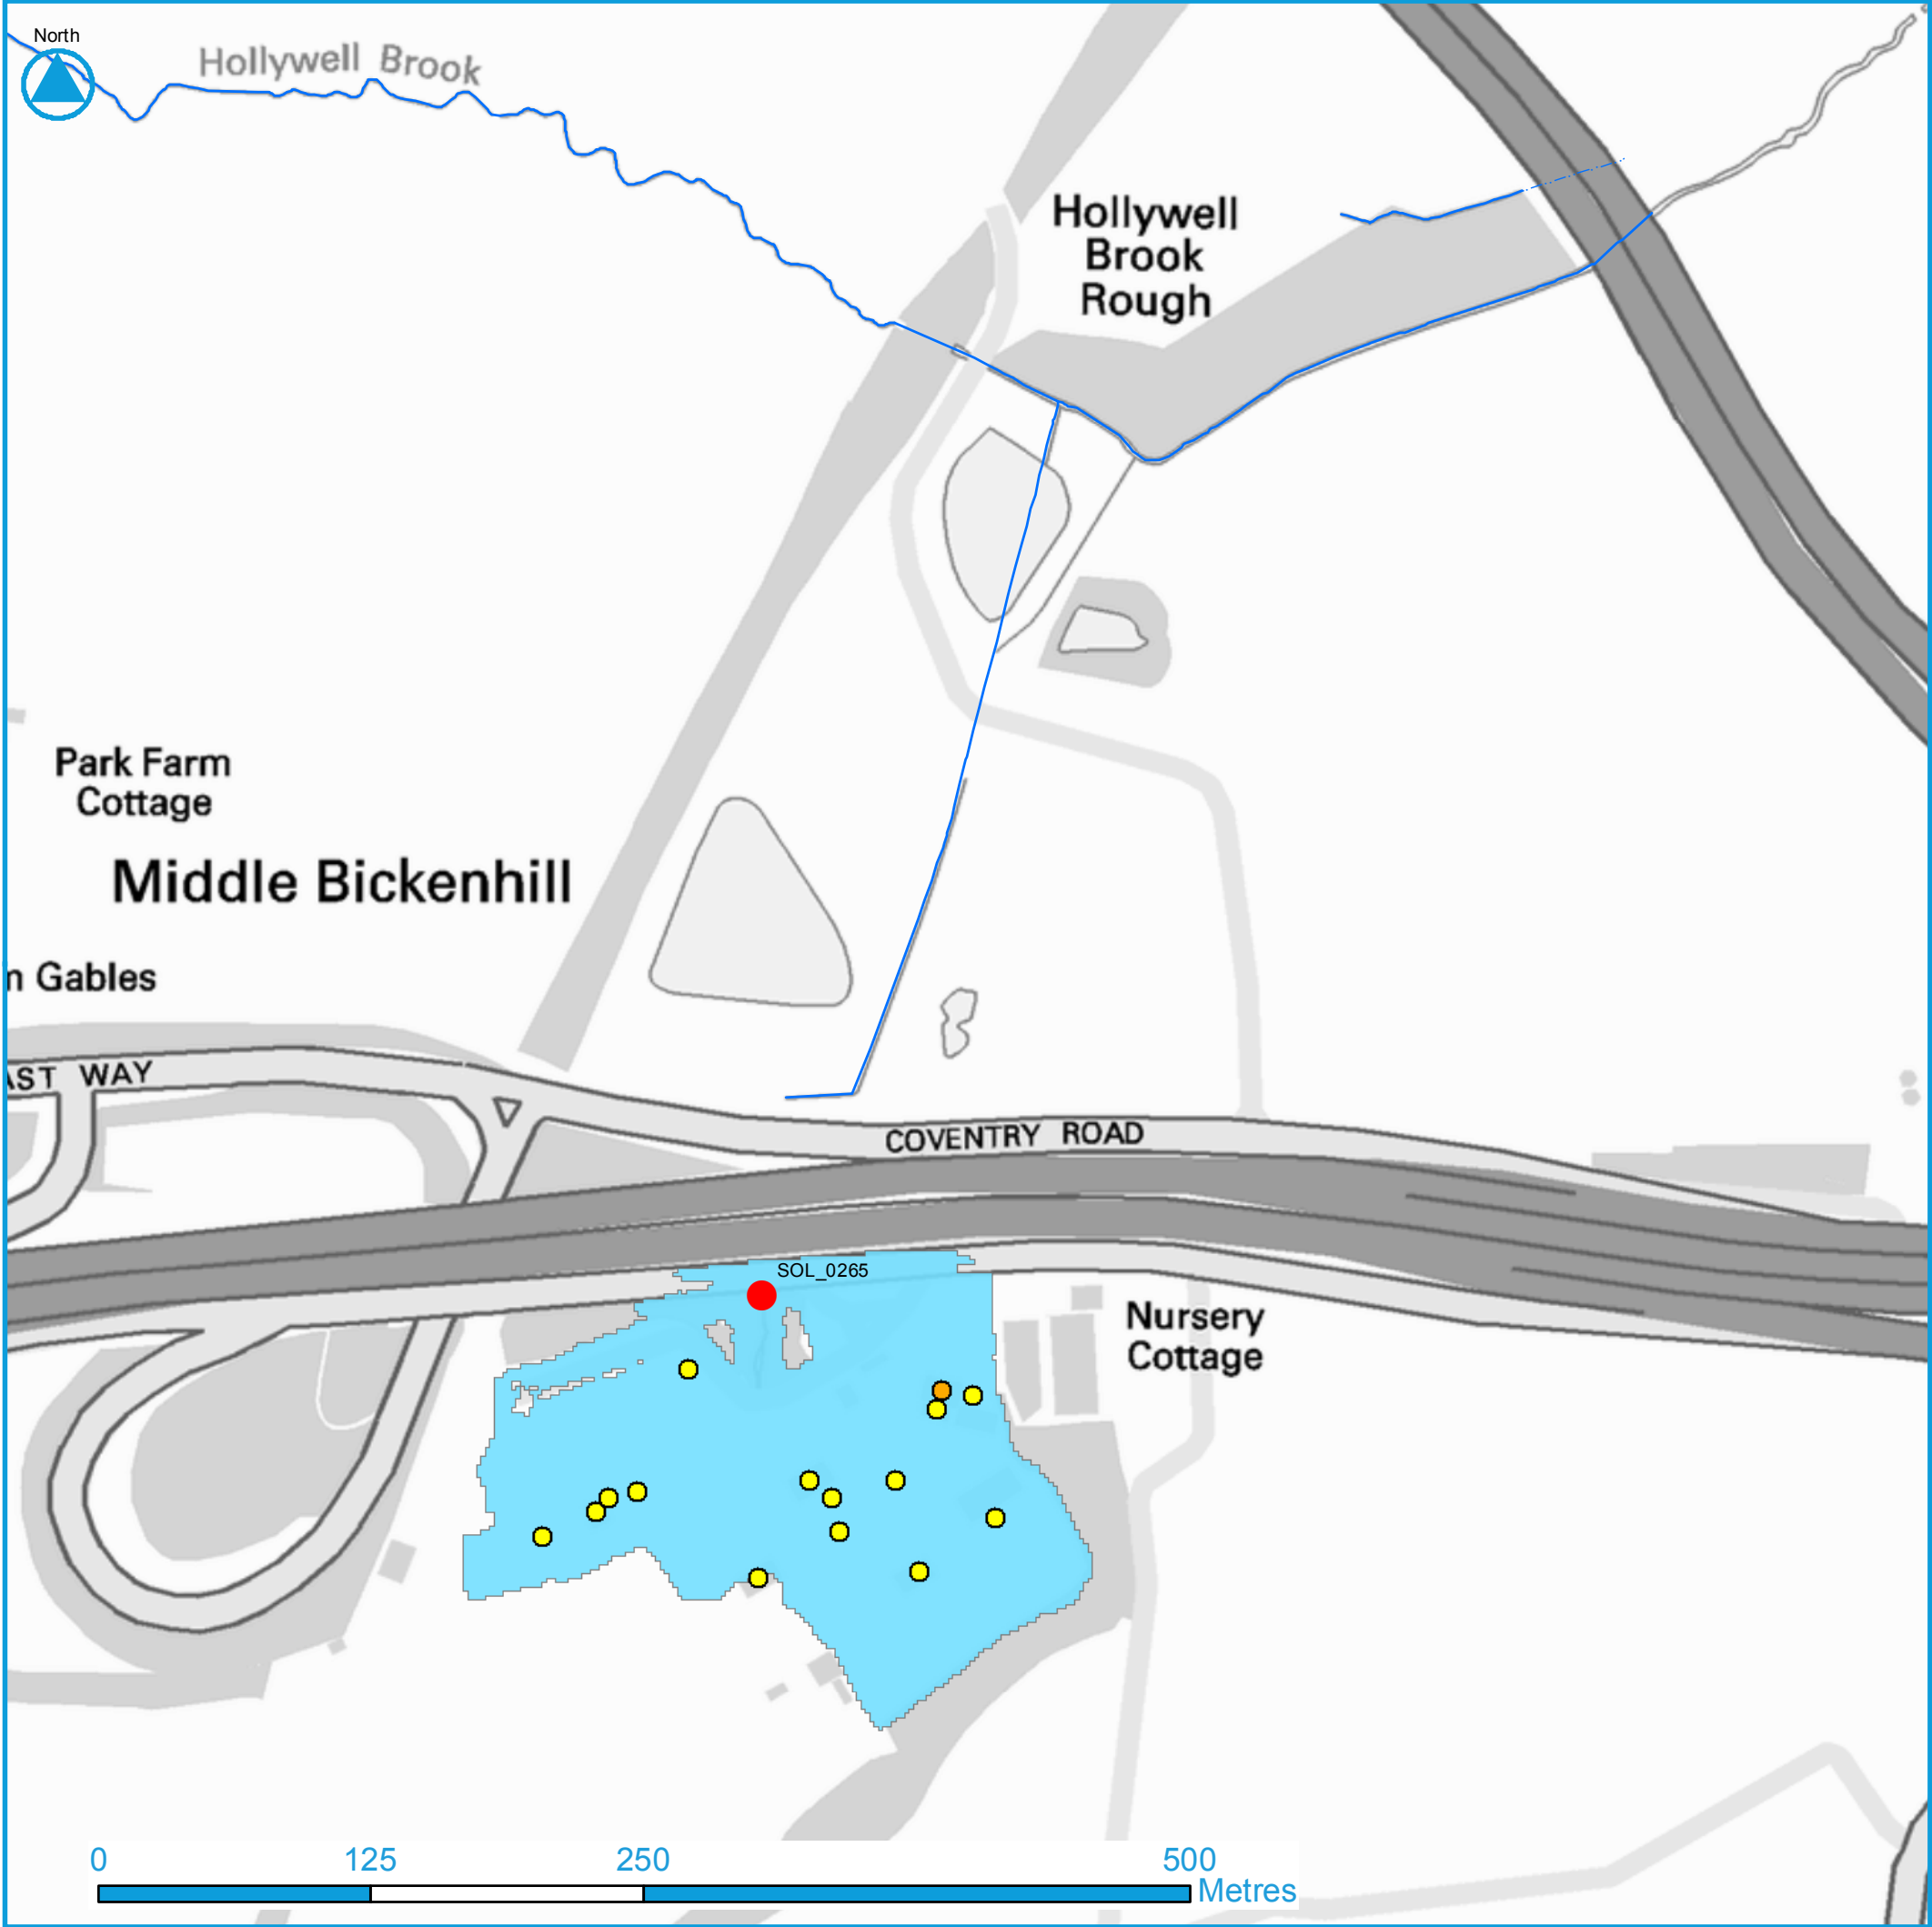 North
Hollywell Brook
Hollywell
Brook
Rough
Park Farm
Cottage
Middle Bickenhill
n Gables
AST WAY
COVENTRY ROAD
SOL_0265
Nursery
Cottage
0 125 250 500
Metres